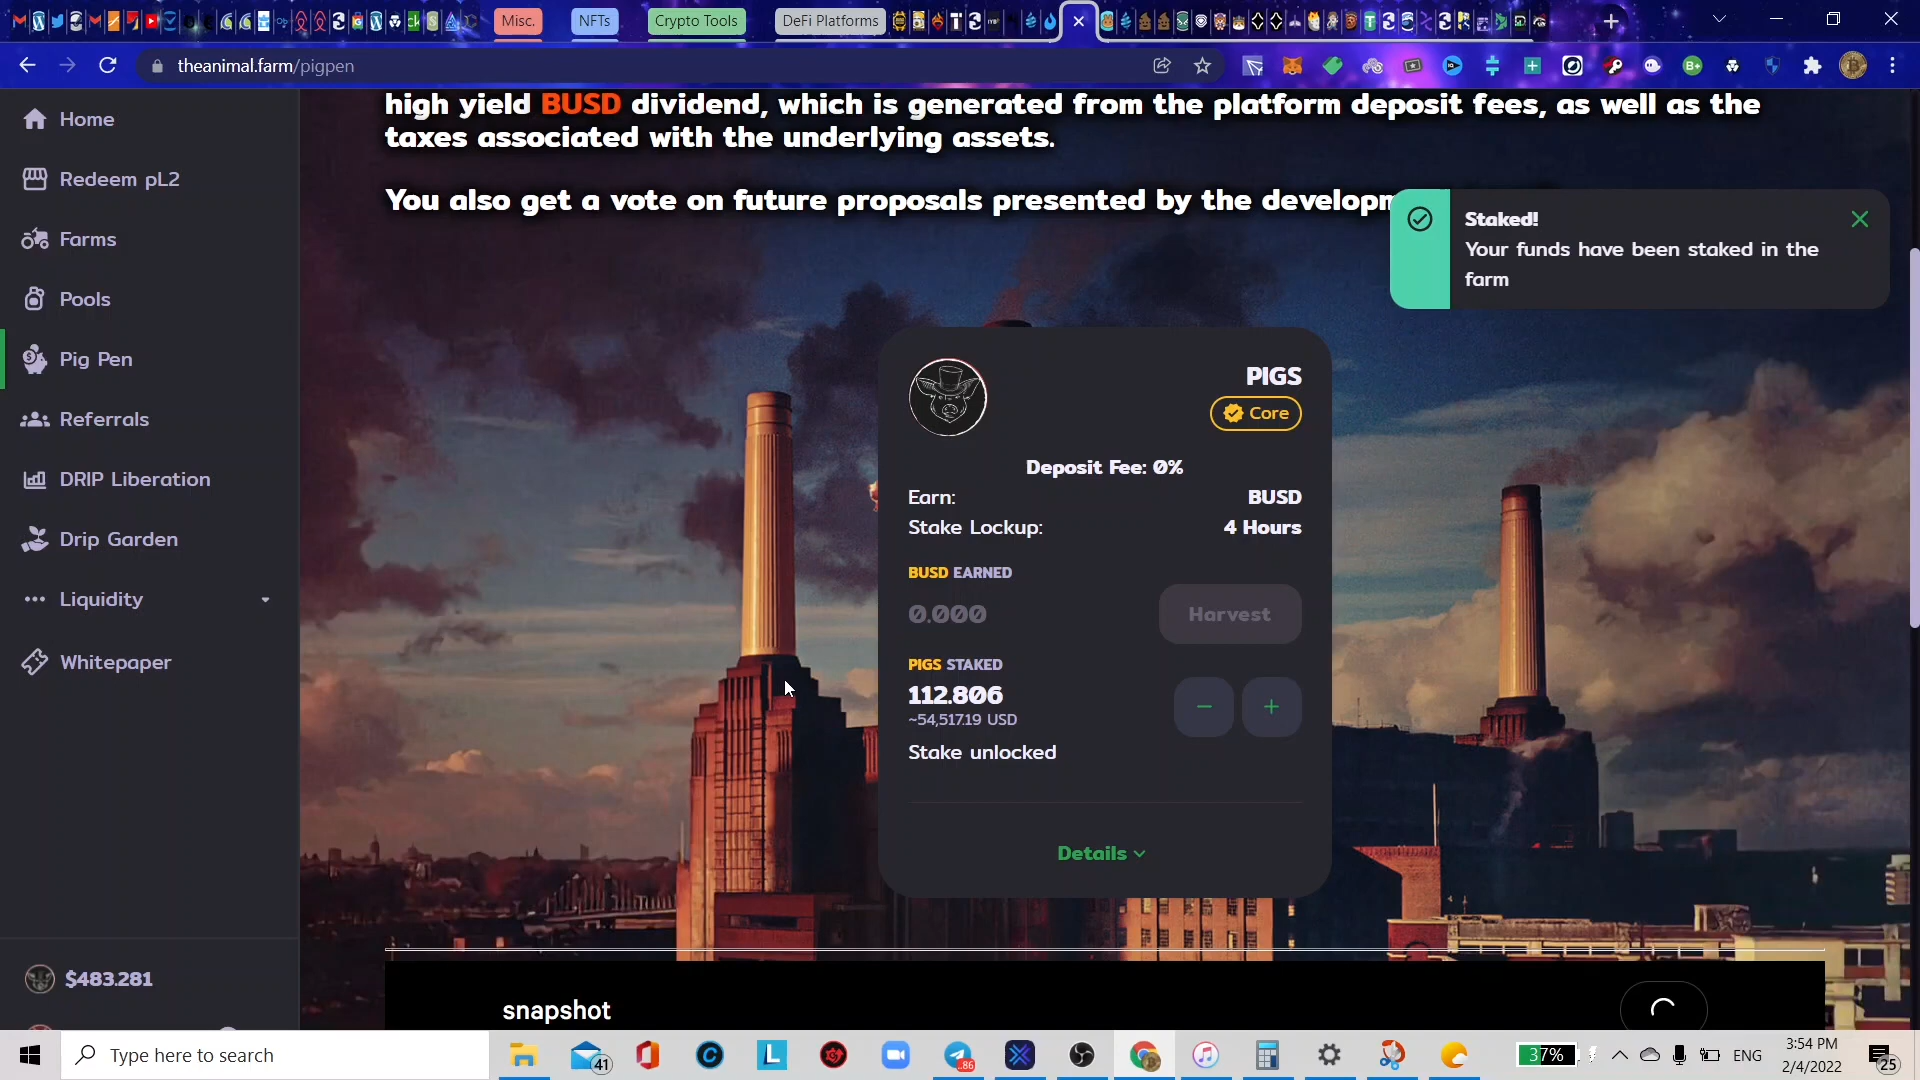 Misc.
NFTs
Crypto Tools
DeFi Platforms
theanimal.farm/pigpen
Home
Redeem pL2
Farms
Pools
Pig Pen
Referrals
DRIP Liberation
Drip Garden
Liquidity
Whitepaper
$483.281
high yield BUSD dividend, which is generated from the platform deposit fees, as well as the
taxes associated with the underlying assets.
You also get a vote on future proposals presented by the
Staked!
Your funds have been staked in the
farm
PIGS
Core
Deposit Fee: 0%
Earn: BUSD
Stake Lockup: 4 Hours
BUSD EARNED
0.000
Harvest
PIGS STAKED
112.806
~54,517.19 USD
Stake unlocked
Details
snapshot
Type here to search
41
86
37%
ENG
3:54 PM
2/4/2022
25